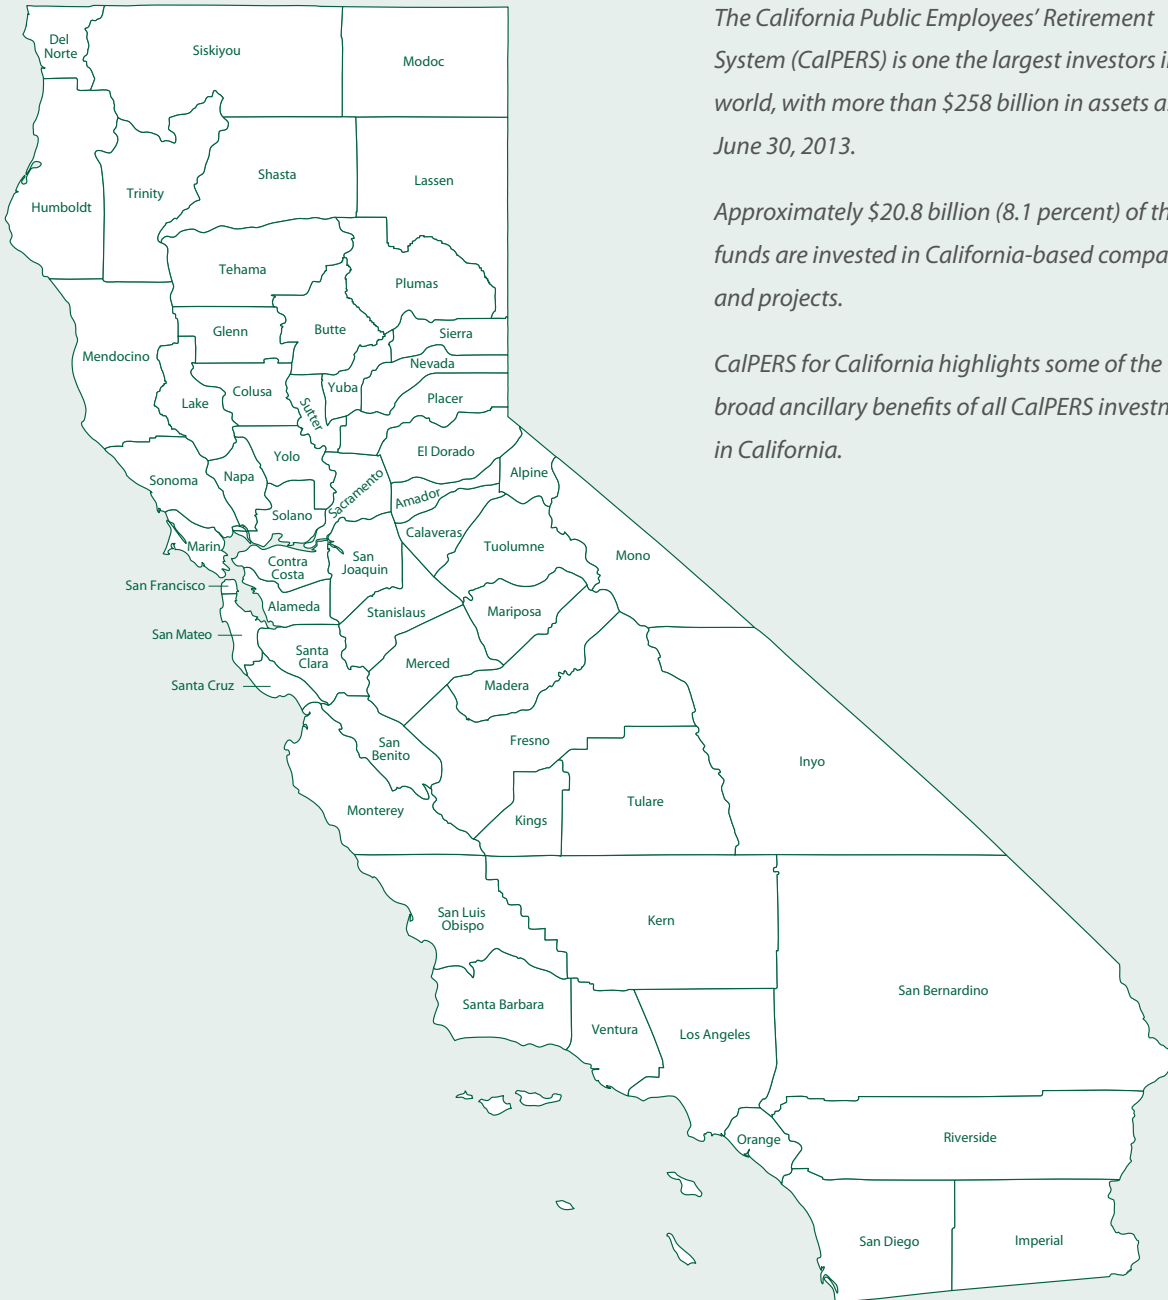 The California Public Employees’ Retirement
System (CalPERS) is one the largest investors in
world, with more than $258 billion in assets a
June 30, 2013.
Approximately $20.8 billion (8.1 percent) of th
funds are invested in California-based compa
and projects.
CalPERS for California highlights some of the
broad ancillary benefits of all CalPERS investm
in California.
Del
Norte
Siskiyou
Modoc
Humboldt
Trinity
Shasta
Lassen
Tehama
Plumas
Mendocino
Glenn
Butte
Sierra
Nevada
Lake
Colusa
Sutter
Yuba
Placer
Sonoma
Napa
Yolo
Sacramento
El Dorado
Alpine
Solano
Amador
Calaveras
Marin
Contra
Costa
San
Joaquin
Tuolumne
Mono
San Francisco
Alameda
Stanislaus
Mariposa
San Mateo
Santa
Clara
Merced
Santa Cruz
Madera
San
Benito
Fresno
Inyo
Monterey
Kings
Tulare
San Luis
Obispo
Kern
Santa Barbara
Ventura
Los Angeles
San Bernardino
Orange
Riverside
San Diego
Imperial